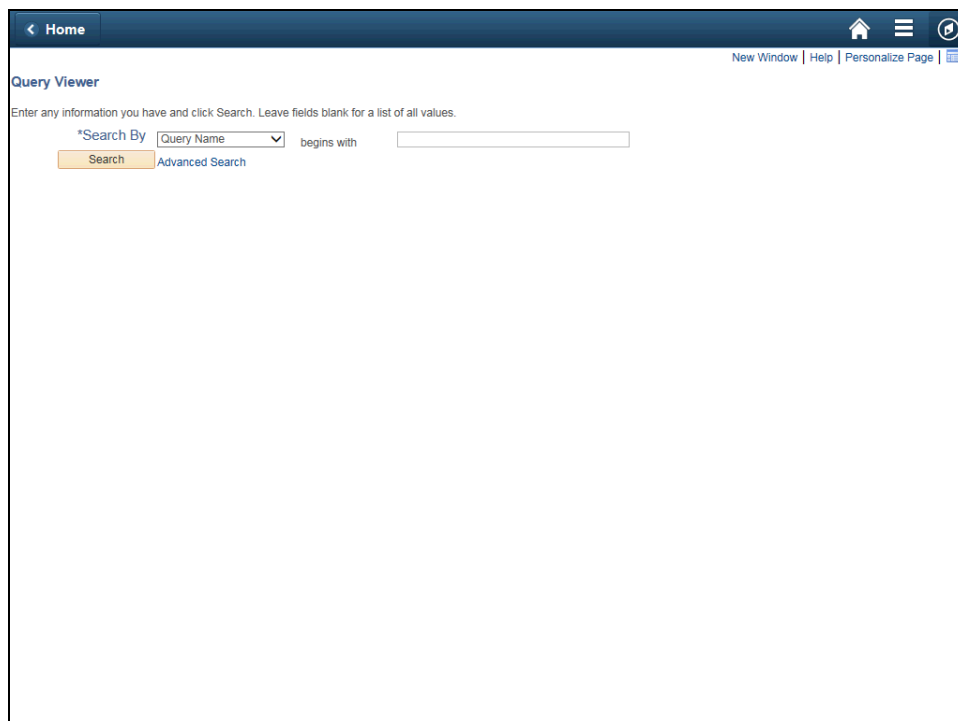 Home
New Window | Help | Personalize Page |
Query Viewer
Enter any information you have and click Search. Leave fields blank for a list of all values.
*Search By Query Name begins with
Search Advanced Search